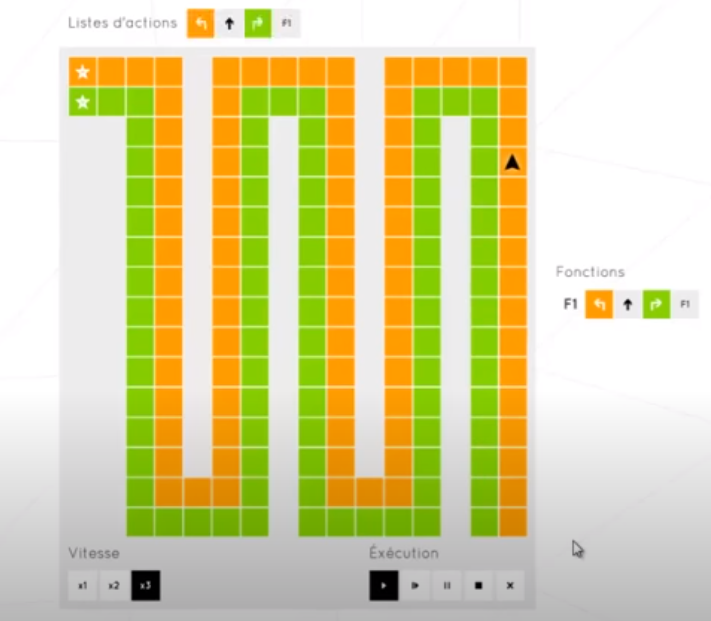 Listes d'actions F1
Fonctions
F1 F1
Vitesse
x1 x2 x3
Éxécution